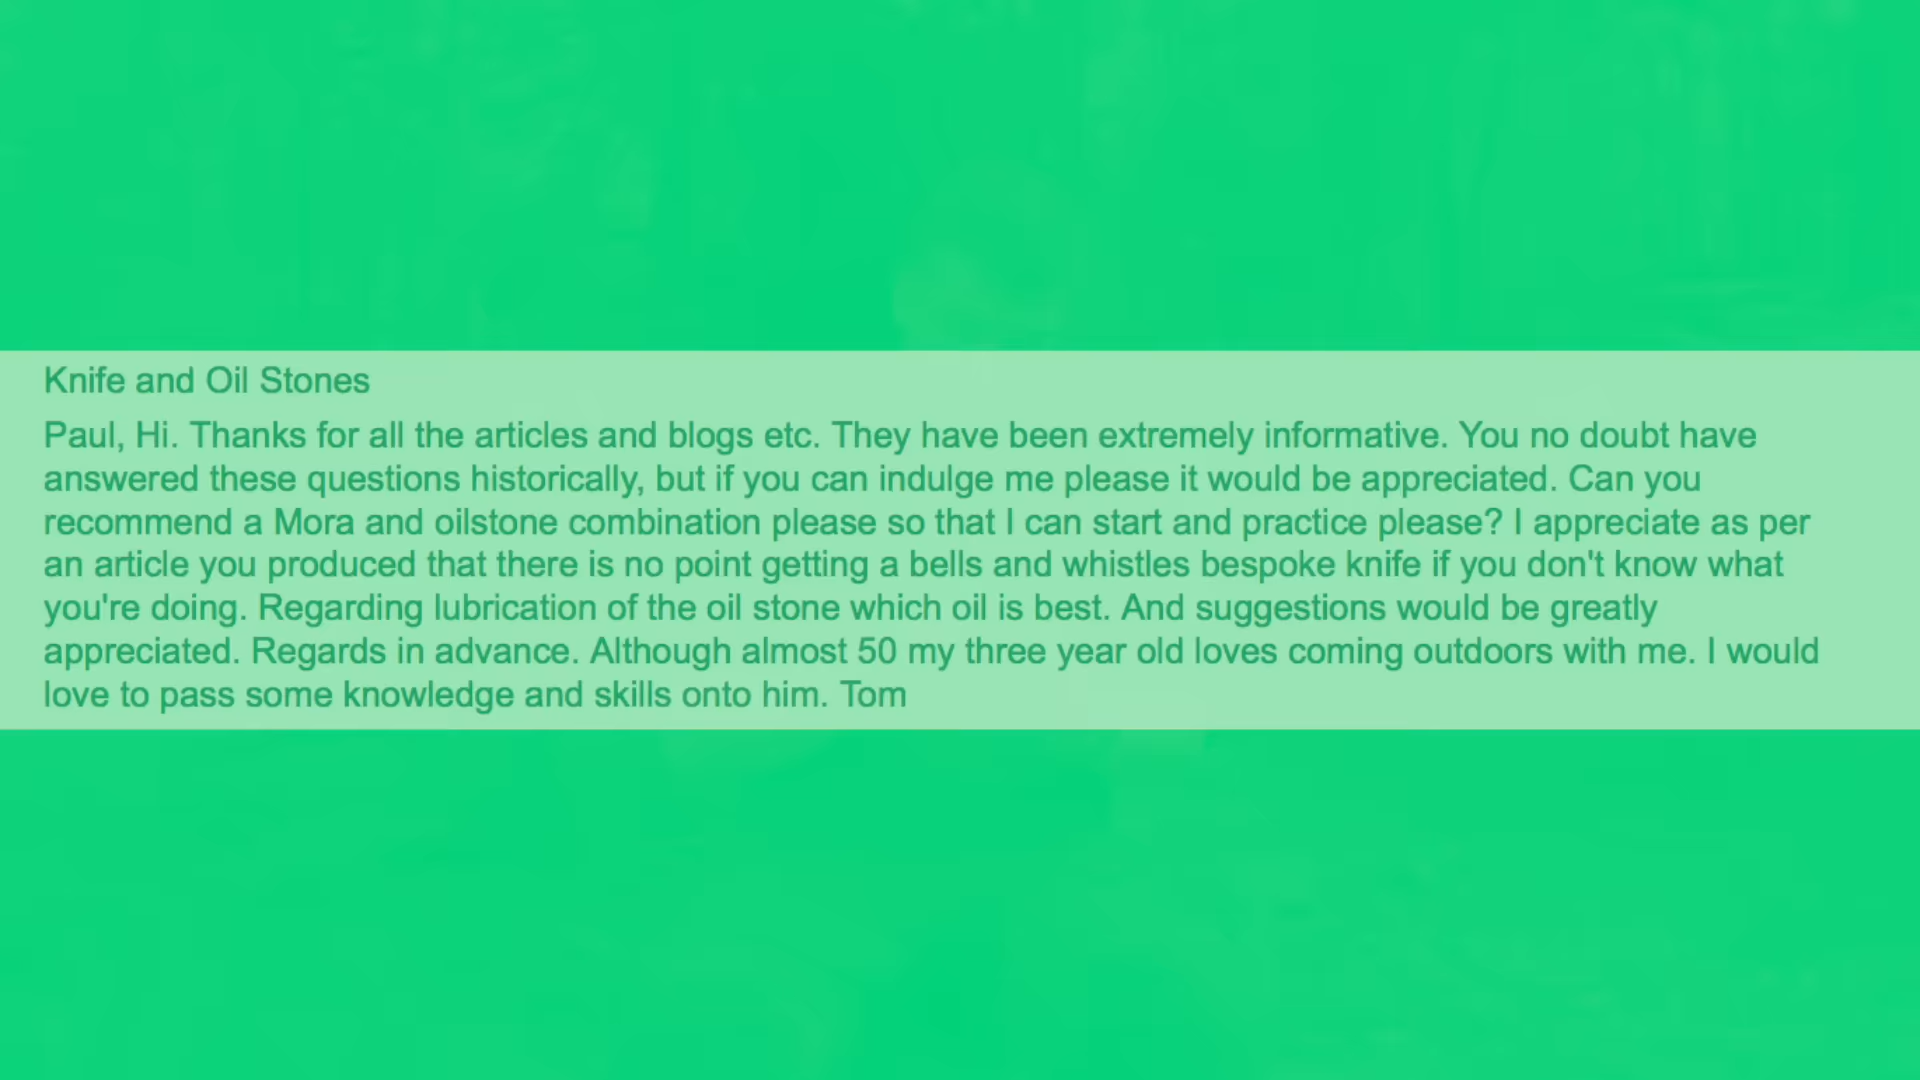 Knife and Oil Stones
Paul, Hi. Thanks for all the articles and blogs etc. They have been extremely informative. You no doubt have
answered these questions historically, but if you can indulge me please it would be appreciated. Can you
recommend a Mora and oilstone combination please so that I can start and practice please? I appreciate as per
an article you produced that there is no point getting a bells and whistles bespoke knife if you don't know what
you're doing. Regarding lubrication of the oil stone which oil is best. And suggestions would be greatly
appreciated. Regards in advance. Although almost 50 my three year old loves coming outdoors with me. I would
love to pass some knowledge and skills onto him. Tom